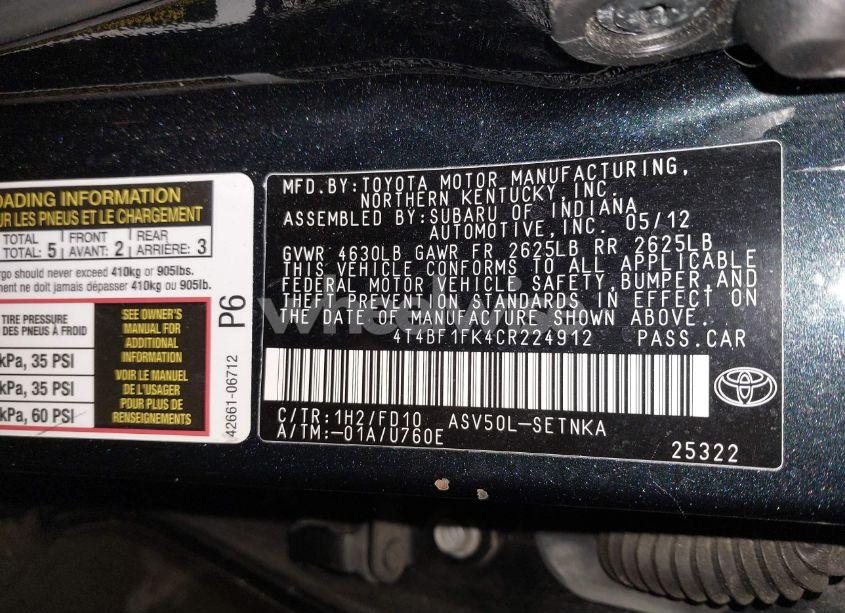 OADING INFORMATION
UR LES PNEUS ET LE CHARGEMENT
TOTAL
TOTAL: 5
FRONT
AVANT: 2
REAR
ARRIÈRE: 3
rgo should never exceed 410kg or 905lbs.
ment ne doit jamais dépasser 410kg ou 905lbs.
TIRE PRESSURE
DES PNEUS À FROID
kPa, 35 PSI
kPa, 35 PSI
kPa, 60 PSI
SEE OWNER'S
MANUAL FOR
ADDITIONAL
INFORMATION
VOIR LE MANUEL
DE L'USAGER
POUR PLUS DE
RENSEIGNEMENTS
P6
42661-06712
MFD.BY:TOYOTA MOTOR MANUFACTURING,
NORTHERN KENTUCKY,INC.
ASSEMBLED BY:SUBARU OF INDIANA
AUTOMOTIVE,INC. 05/12
GVWR 4630LB GAWR FR 2625LB RR 2625LB
THIS VEHICLE CONFORMS TO ALL APPLICABLE
FEDERAL MOTOR VEHICLE SAFETY,BUMPER,AND
THEFT PREVENTION STANDARDS IN EFFECT ON
THE DATE OF MANUFACTURE SHOWN ABOVE.
4T4BF1FK4CR224912 PASS.CAR
C/TR:1H2/FD10 ASV50L-SETNKA
A/TM:-01A/U760E
25322